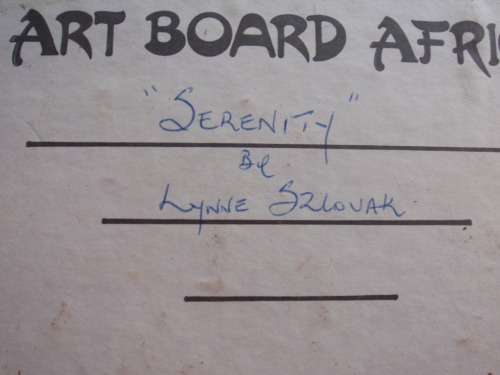 ART BOARD AFRI
"SERENITY"
By
LYNNE SZLOVAK